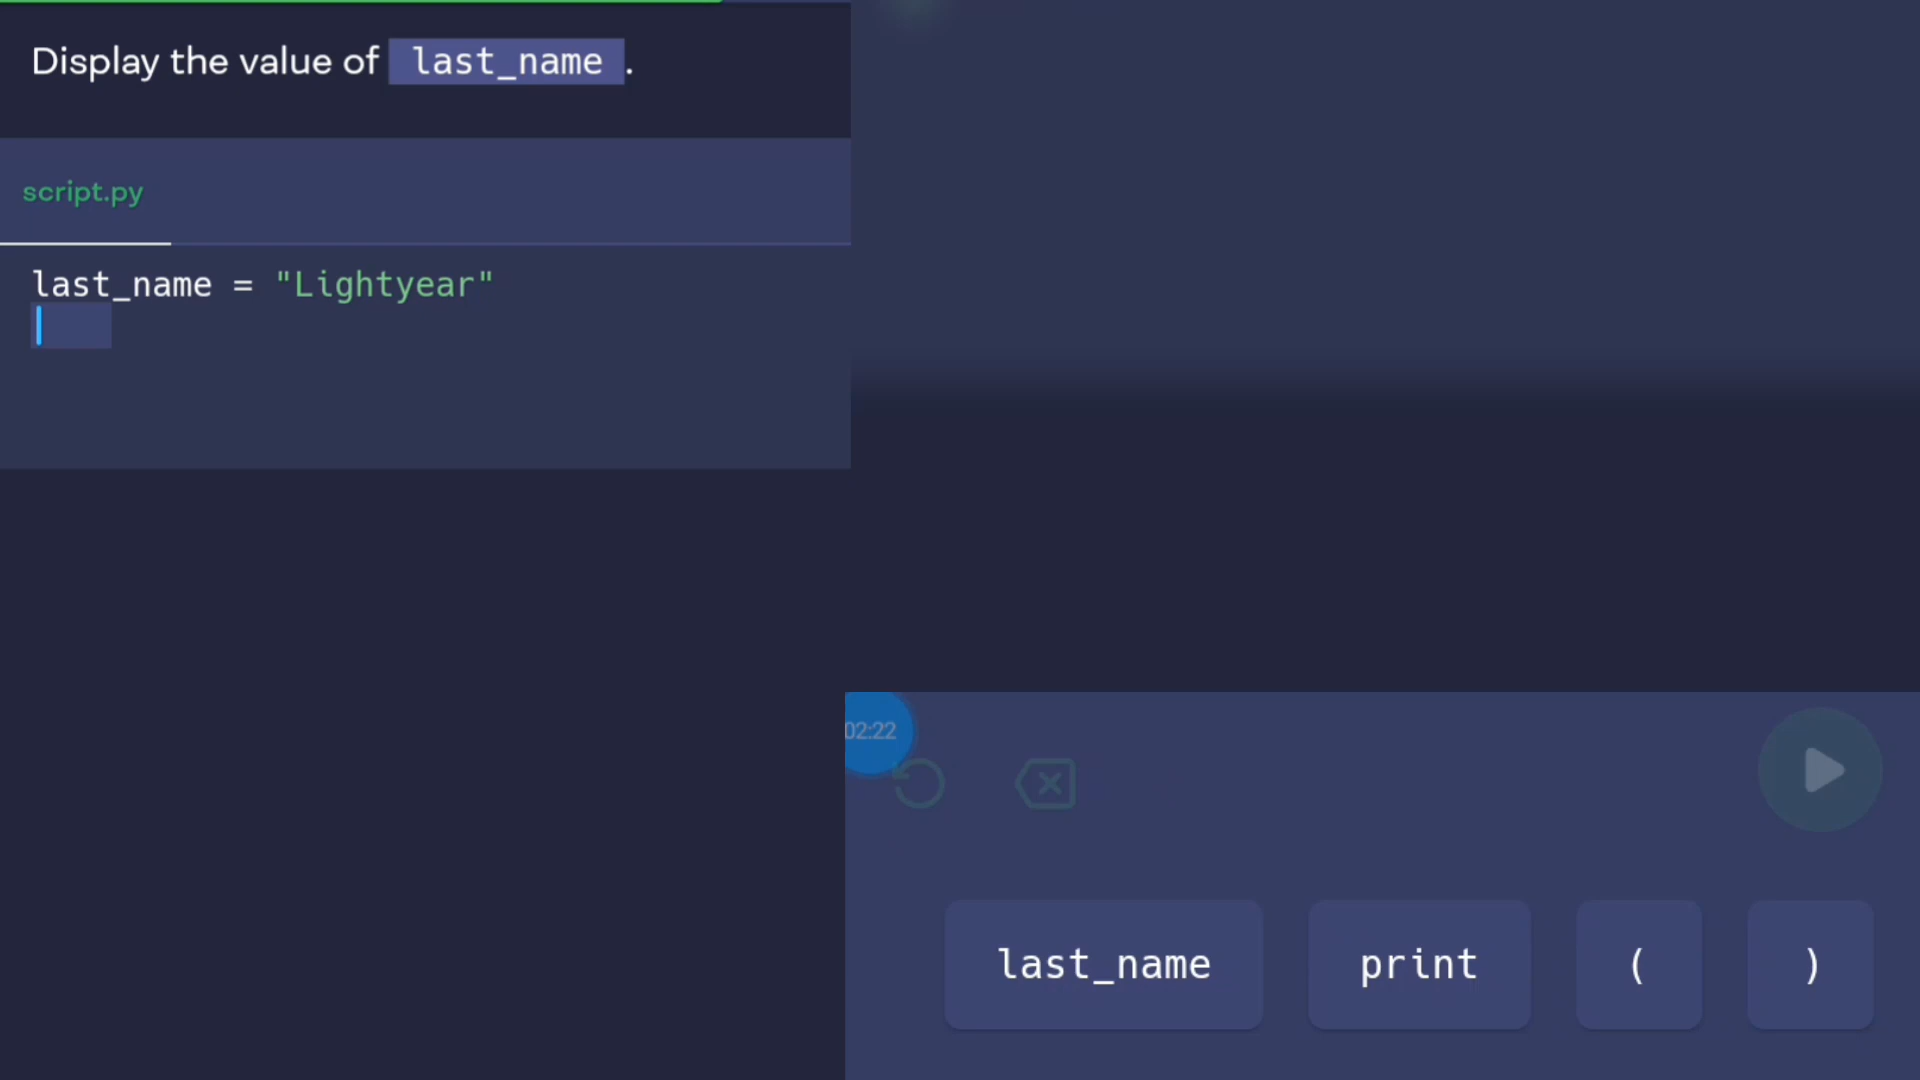 Display the value of last_name .
script.py
last_name = "Lightyear"
02:22
last_name print ( )